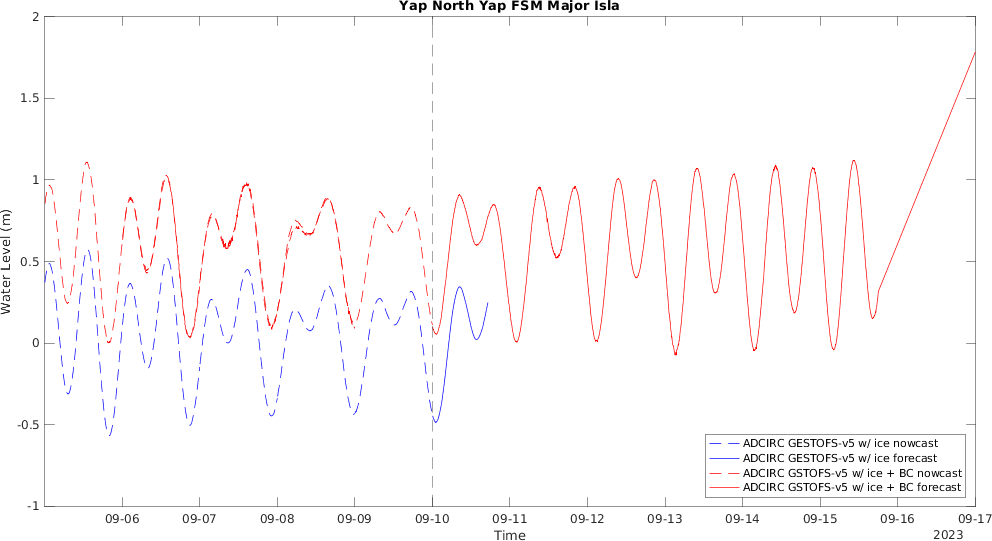 Yap North Yap FSM Major Isla
2
1.5
1
0.5
0
-0.5
-1
Water Level (m)
09-06 09-07 09-08 09-09 09-10 09-11 09-12 09-13 09-14 09-15 09-16 09-17
Time
2023
ADCIRC GESTOFS-v5 w/ ice nowcast
ADCIRC GESTOFS-v5 w/ ice forecast
ADCIRC GSTOFS-v5 w/ ice + BC nowcast
ADCIRC GSTOFS-v5 w/ ice + BC forecast